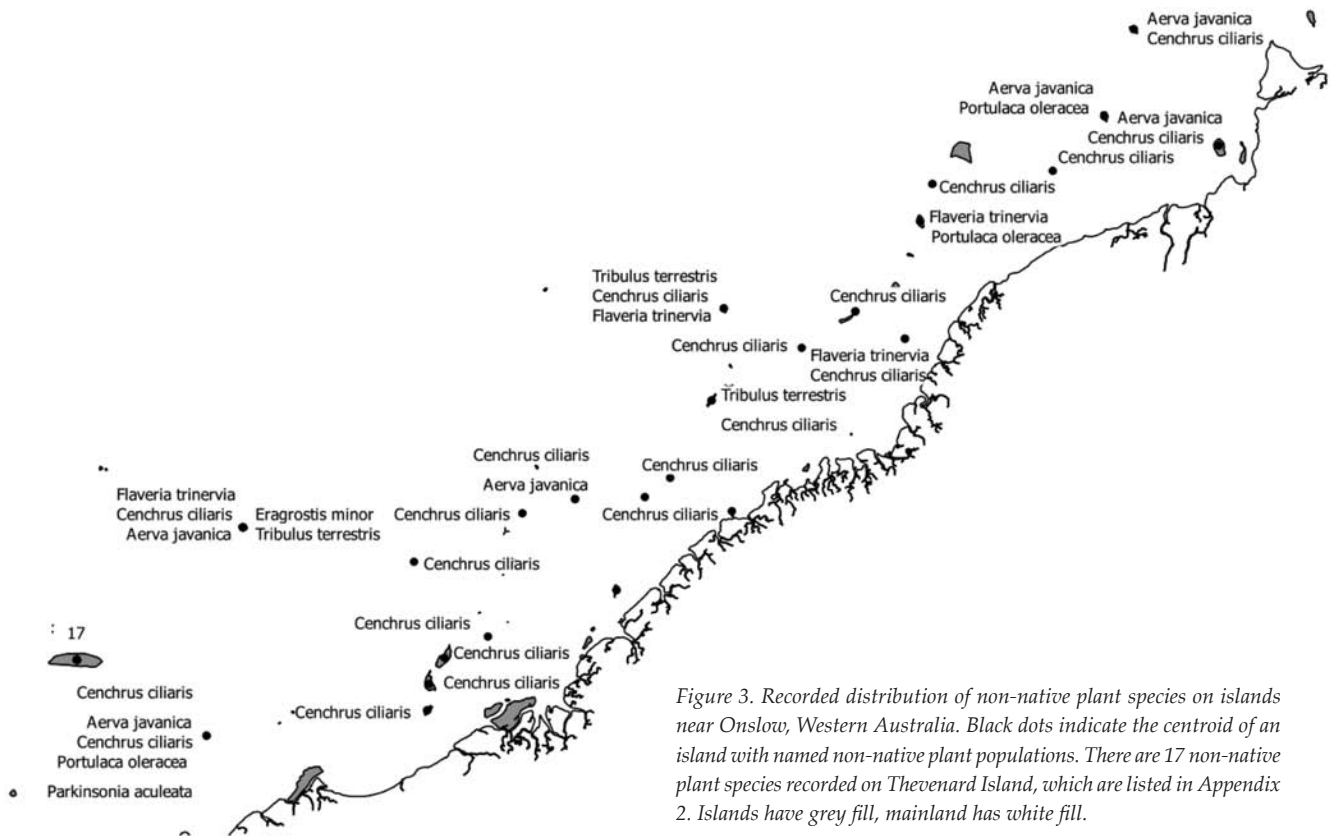 Aerva javanica
Cenchrus ciliaris
Aerva javanica
Portulaca oleracea
Aerva javanica
Cenchrus ciliaris
Cenchrus ciliaris
Cenchrus ciliaris
Flaveria trinervia
Portulaca oleracea
Tribulus terrestris
Cenchrus ciliaris
Flaveria trinervia
Cenchrus ciliaris
Cenchrus ciliaris
Flaveria trinervia
Cenchrus ciliaris
Tribulus terrestris
Cenchrus ciliaris
Cenchrus ciliaris
Aerva javanica
Cenchrus ciliaris
Cenchrus ciliaris
Cenchrus ciliaris
Flaveria trinervia
Cenchrus ciliaris
Aerva javanica
Eragrostis minor
Tribulus terrestris
Cenchrus ciliaris
Cenchrus ciliaris
Cenchrus ciliaris
Cenchrus ciliaris
Cenchrus ciliaris
17
Cenchrus ciliaris
Aerva javanica
Cenchrus ciliaris
Portulaca oleracea
Parkinsonia aculeata
Figure 3. Recorded distribution of non-native plant species on islands
near Onslow, Western Australia. Black dots indicate the centroid of an
island with named non-native plant populations. There are 17 non-native
plant species recorded on Thevenard Island, which are listed in Appendix
2. Islands have grey fill, mainland has white fill.